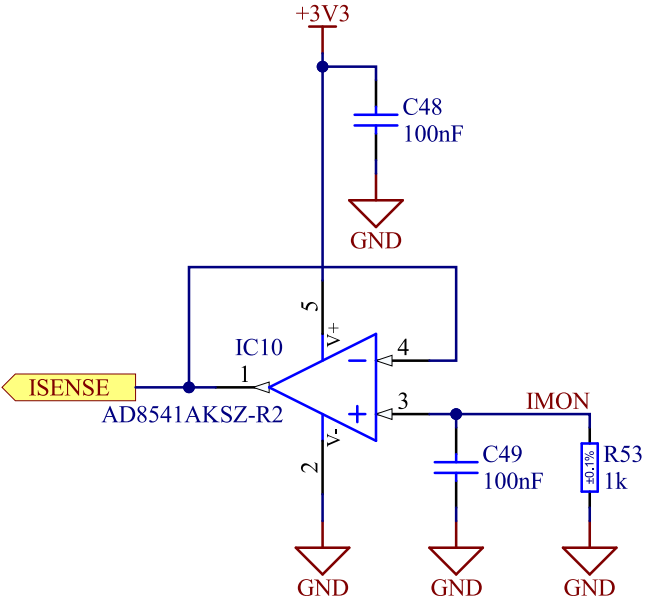 +3V3
C48
100nF
GND
5
V+
IC10
4
1
ISENSE
AD8541AKSZ-R2
3
IMON
V-
2
C49
100nF
±0.1%
R53
1k
GND
GND
GND